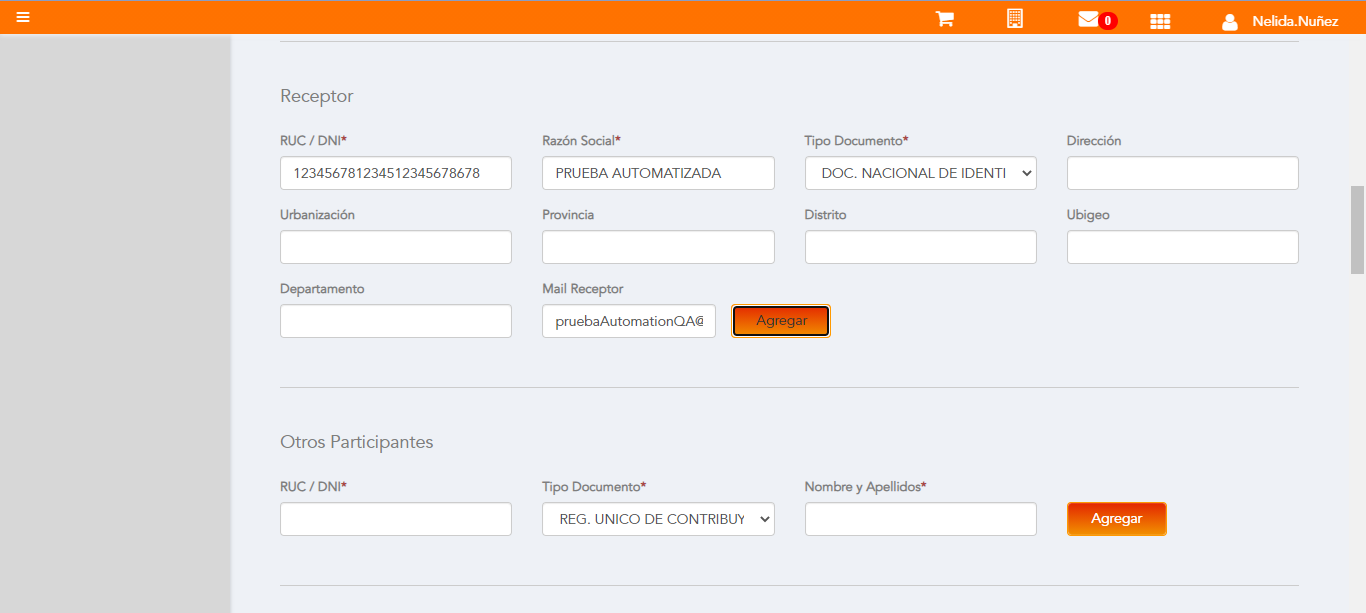 0 Nelida.Nuñez
Receptor
RUC / DNI* Razón Social* Tipo Documento* Dirección
123456781234512345678678 PRUEBA AUTOMATIZADA DOC. NACIONAL DE IDENTI
Urbanización Provincia Distrito Ubigeo
Departamento Mail Receptor
pruebaAutomationQA@ Agregar
Otros Participantes
RUC / DNI* Tipo Documento* Nombre y Apellidos*
REG. UNICO DE CONTRIBUY Agregar